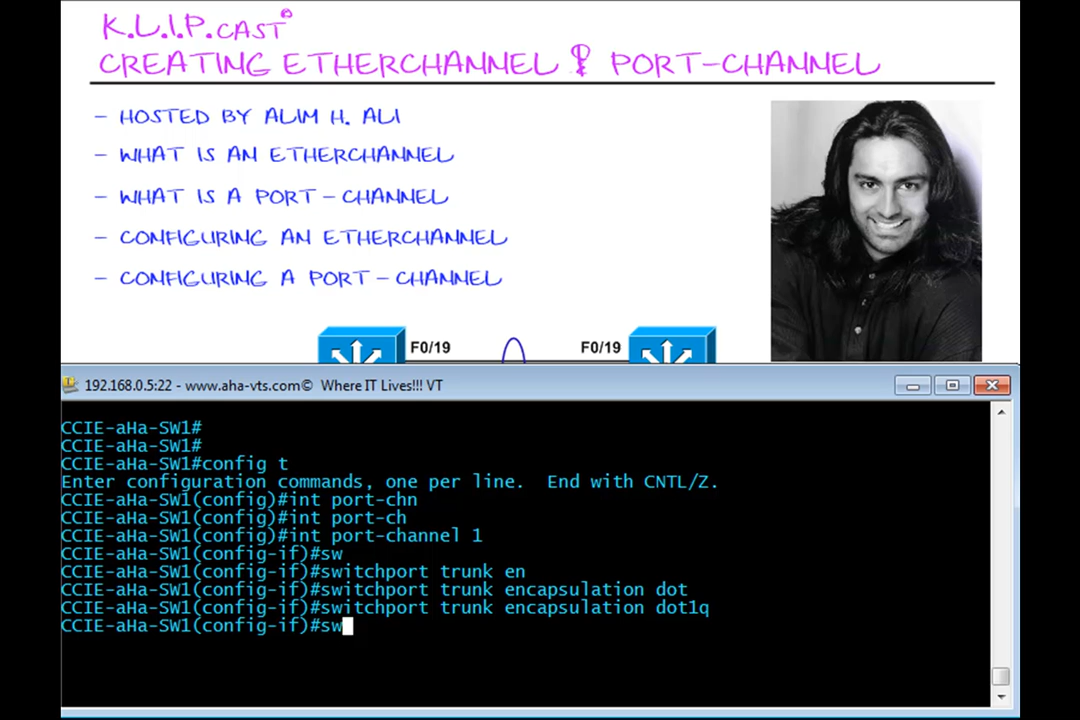 K.L.I.P.CAST©
CREATING ETHERCHANNEL & PORT-CHANNEL
- HOSTED BY ALIM H. ALI
- WHAT IS AN ETHERCHANNEL
- WHAT IS A PORT-CHANNEL
- CONFIGURING AN ETHERCHANNEL
- CONFIGURING A PORT-CHANNEL
F0/19 F0/19
192.168.0.5:22 - www.aha-vts.com© Where IT Lives!!! VT
CCIE-aHa-SW1#
CCIE-aHa-SW1#
CCIE-aHa-SW1#config t
Enter configuration commands, one per line.  End with CNTL/Z.
CCIE-aHa-SW1(config)#int port-chn
CCIE-aHa-SW1(config)#int port-ch
CCIE-aHa-SW1(config)#int port-channel 1
CCIE-aHa-SW1(config-if)#sw
CCIE-aHa-SW1(config-if)#switchport trunk en
CCIE-aHa-SW1(config-if)#switchport trunk encapsulation dot
CCIE-aHa-SW1(config-if)#switchport trunk encapsulation dot1q
CCIE-aHa-SW1(config-if)#sw